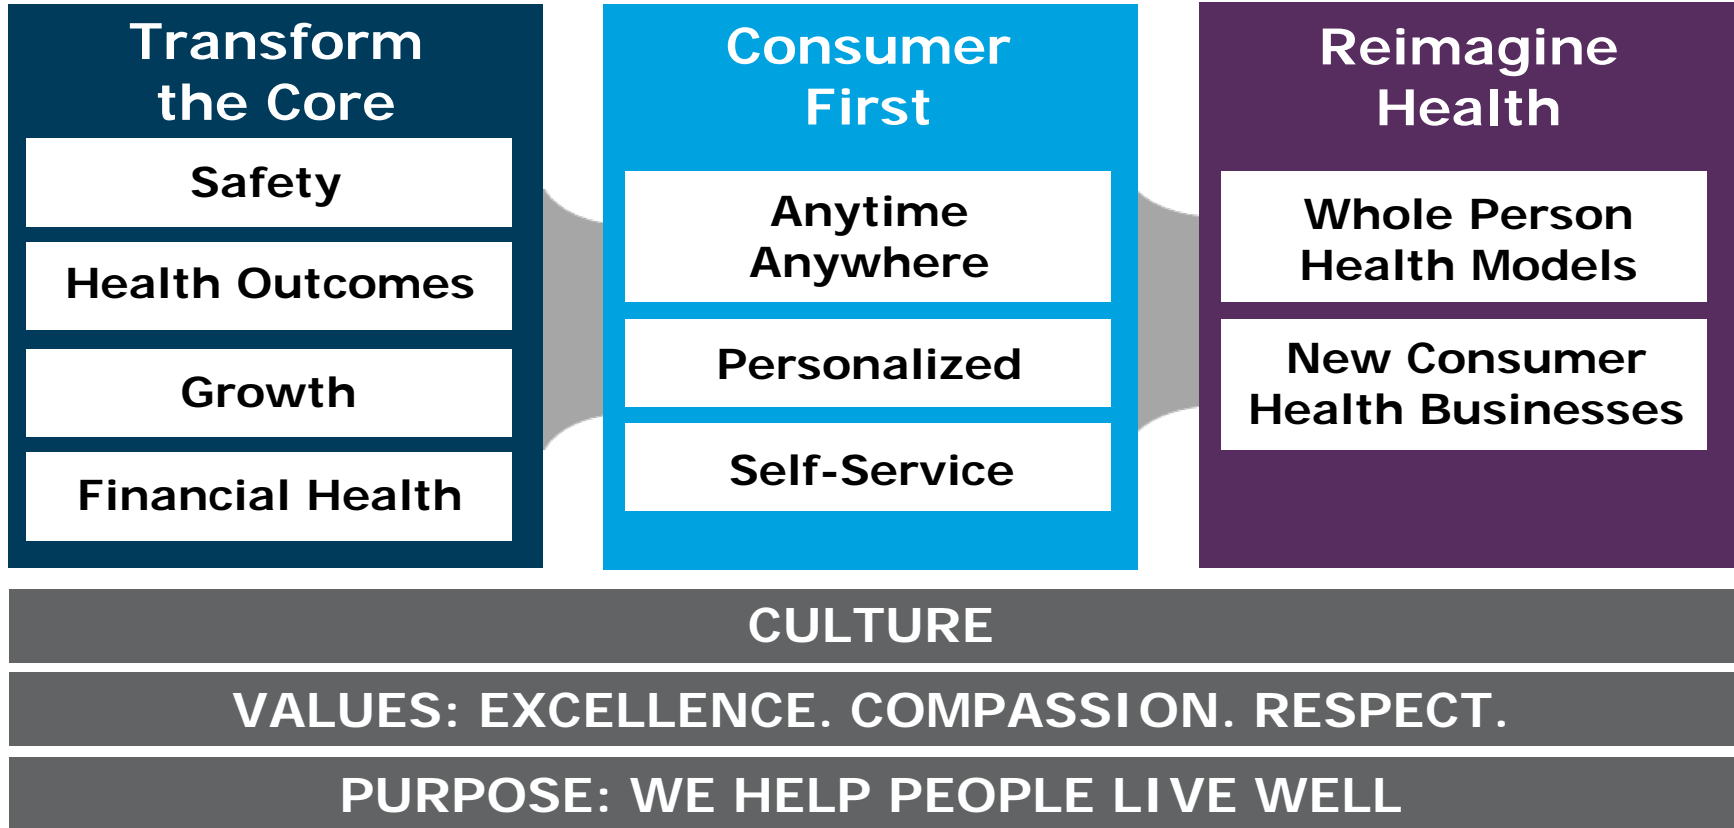 Transform
the Core
Safety
Health Outcomes
Growth
Financial Health
Consumer
First
Anytime
Anywhere
Personalized
Self-Service
Reimagine
Health
Whole Person
Health Models
New Consumer
Health Businesses
CULTURE
VALUES: EXCELLENCE. COMPASSION. RESPECT.
PURPOSE: WE HELP PEOPLE LIVE WELL